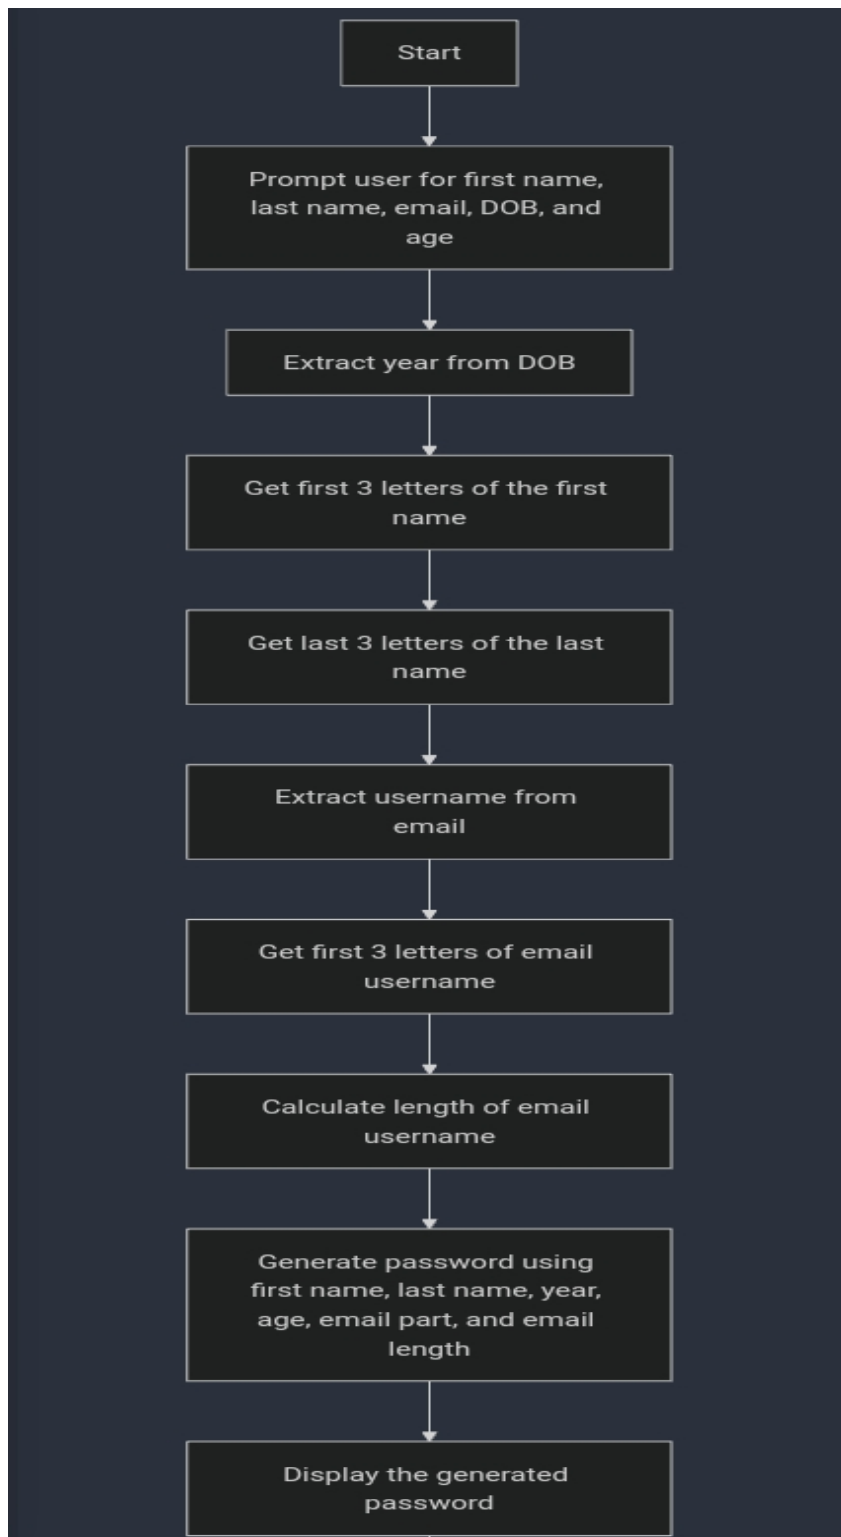 Start
Prompt user for first name,
last name, email, DOB, and
age
Extract year from DOB
Get first 3 letters of the first
name
Get last 3 letters of the last
name
Extract username from
email
Get first 3 letters of email
username
Calculate length of email
username
Generate password using
first name, last name, year,
age, email part, and email
length
Display the generated
password